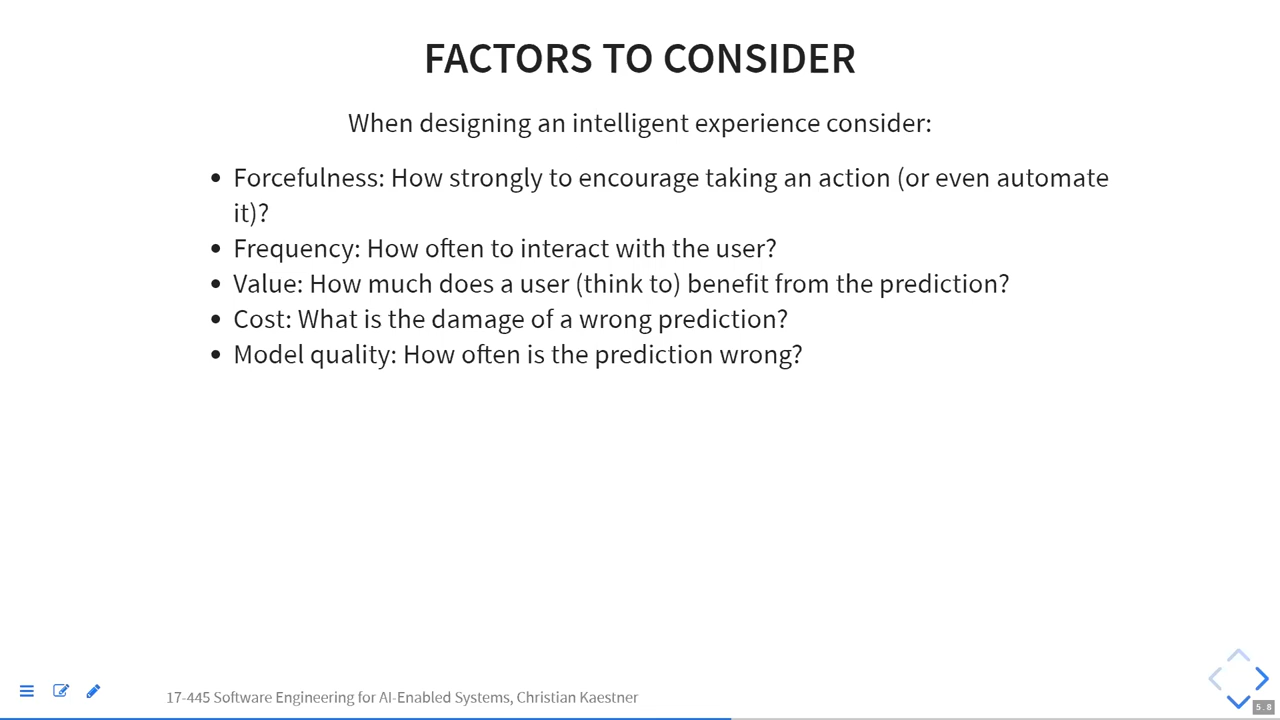 FACTORS TO CONSIDER
When designing an intelligent experience consider:
• Forcefulness: How strongly to encourage taking an action (or even automate
it)?
• Frequency: How often to interact with the user?
• Value: How much does a user (think to) benefit from the prediction?
• Cost: What is the damage of a wrong prediction?
• Model quality: How often is the prediction wrong?
17-445 Software Engineering for AI-Enabled Systems, Christian Kaestner
5.8